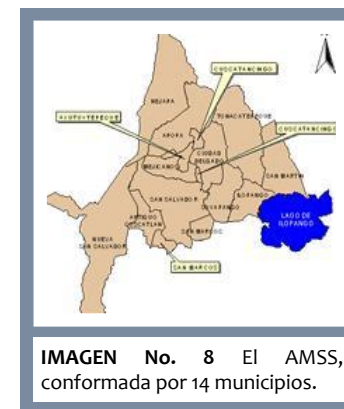 CUSCATANCINGO
NEJAPA
AYUTUXTEPEQUE
TONACATEPEQUE
CUSCATANCINGO
APOPA
CIUDAD
DELGADO
MEJICANOS
SAN MARTIN
ILOPANGO
SAN SALVADOR
SOYAPANGO
LAGO DE
ILOPANGO
ANTIGUO
CUSCATLAN
SAN MARCOS
NUEVA
SAN SALVADOR
SAN MARCOS
IMAGEN No. 8 El AMSS,
conformada por 14 municipios.